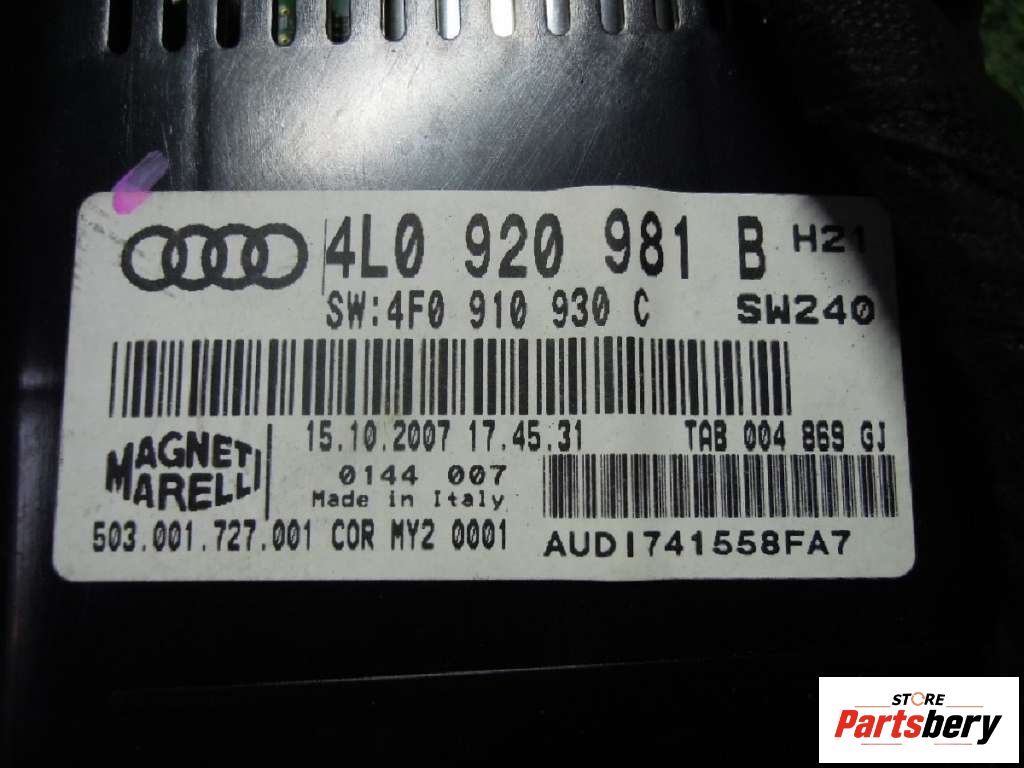 4L0 920 981 B H21
SW:4F0 910 930 C SW240
MAGNETI
MARELLI
15.10.2007 17.45.31 TAB 004 869 GJ
0144 007
Made in Italy
503.001.727.001 COR MY2 0001
AUDI741558FA7
STORE
Partsbery